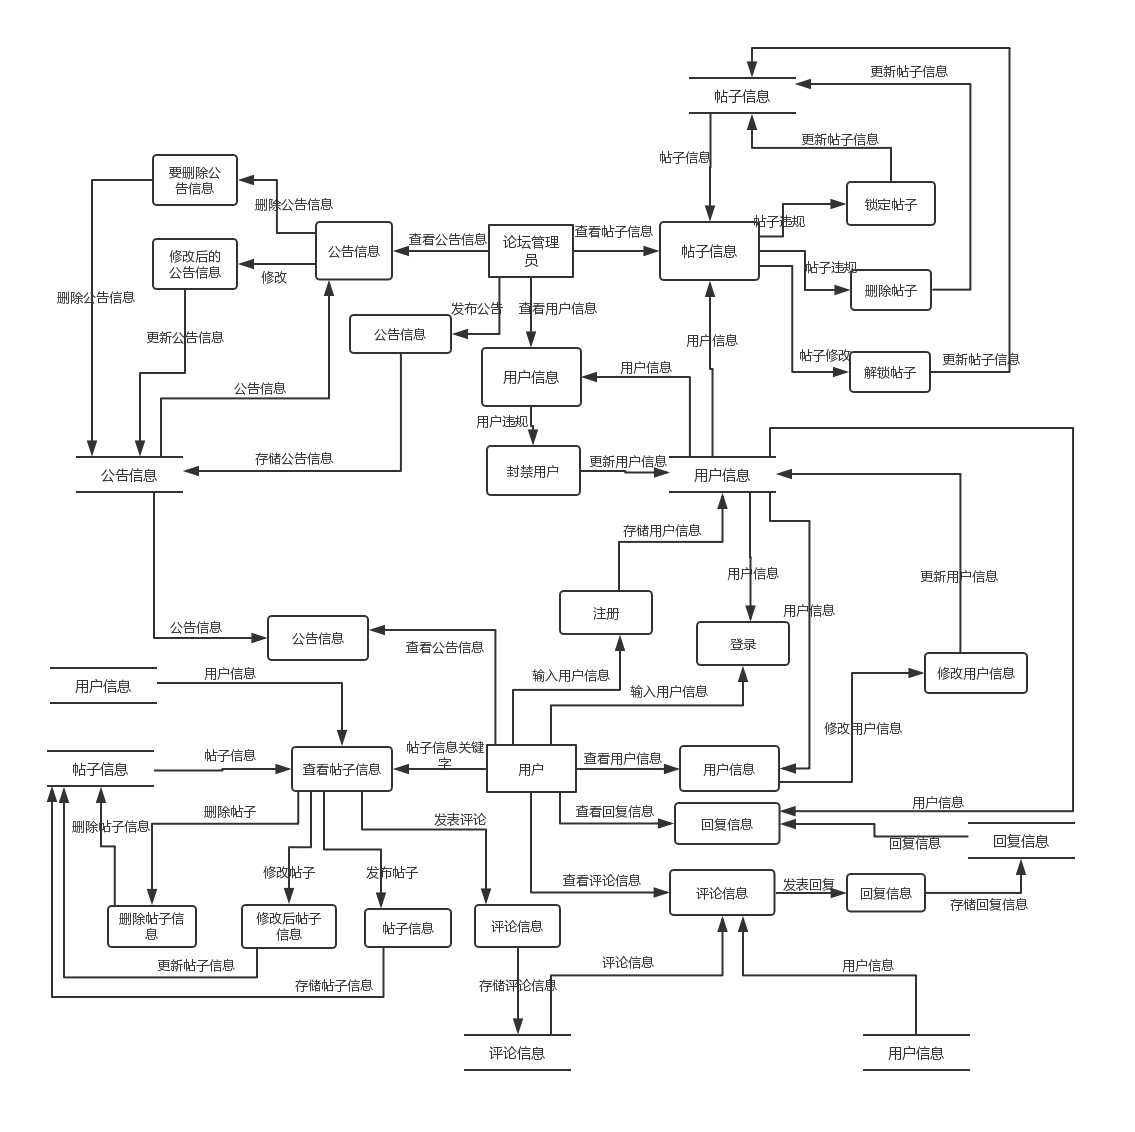 更新帖子信息
帖子信息
更新帖子信息
帖子信息
要删除公
告信息
删除公告信息
锁定帖子
帖子违规
查看公告信息
论坛管理
员
查看帖子信息
公告信息
帖子信息
修改后的
公告信息
修改
帖子违规
删除帖子
删除公告信息
发布公告
查看用户信息
更新公告信息
公告信息
用户信息
帖子修改
更新帖子信息
用户信息
用户信息
解锁帖子
公告信息
用户违规
存储公告信息
封禁用户
更新用户信息
公告信息
用户信息
存储用户信息
用户信息
更新用户信息
用户信息
注册
公告信息
公告信息
查看公告信息
登录
用户信息
用户信息
输入用户信息
输入用户信息
修改用户信息
修改用户信息
帖子信息
帖子信息
查看帖子信息
帖子信息关键
字
用户
查看用户信息
用户信息
用户信息
删除帖子
删除帖子信息
发表评论
查看回复信息
回复信息
回复信息
回复信息
修改帖子
发布帖子
查看评论信息
评论信息
发表回复
回复信息
存储回复信息
删除帖子信
息
修改后帖子
信息
帖子信息
评论信息
更新帖子信息
存储帖子信息
存储评论信息
评论信息
用户信息
评论信息
用户信息